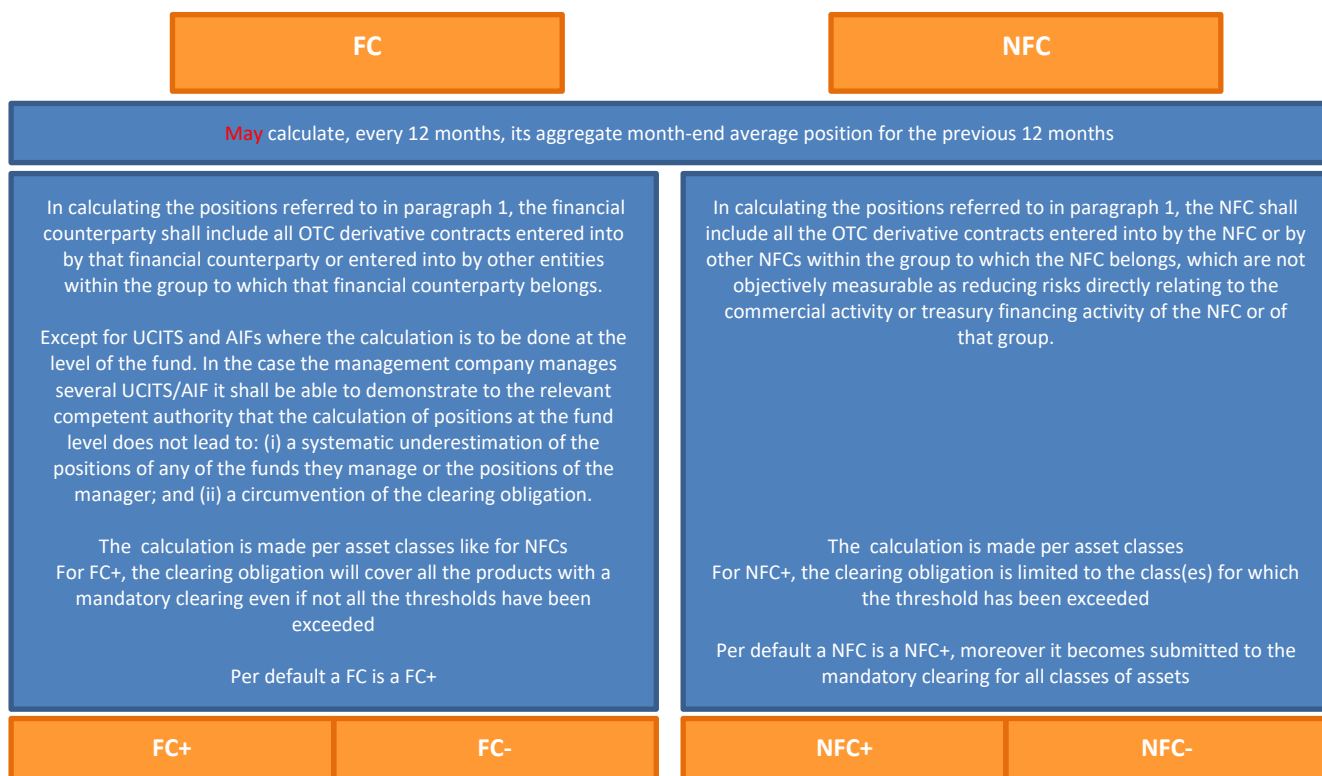 FC
NFC
May calculate, every 12 months, its aggregate month-end average position for the previous 12 months
In calculating the positions referred to in paragraph 1, the financial
counterparty shall include all OTC derivative contracts entered into
by that financial counterparty or entered into by other entities
within the group to which that financial counterparty belongs.
Except for UCITS and AIFs where the calculation is to be done at the
level of the fund. In the case the management company manages
several UCITS/AIF it shall be able to demonstrate to the relevant
competent authority that the calculation of positions at the fund
level does not lead to: (i) a systematic underestimation of the
positions of any of the funds they manage or the positions of the
manager; and (ii) a circumvention of the clearing obligation.
The  calculation is made per asset classes like for NFCs
For FC+, the clearing obligation will cover all the products with a
mandatory clearing even if not all the thresholds have been
exceeded
Per default a FC is a FC+
In calculating the positions referred to in paragraph 1, the NFC shall
include all the OTC derivative contracts entered into by the NFC or by
other NFCs within the group to which the NFC belongs, which are not
objectively measurable as reducing risks directly relating to the
commercial activity or treasury financing activity of the NFC or of
that group.
The  calculation is made per asset classes
For NFC+, the clearing obligation is limited to the class(es) for which
the threshold has been exceeded
Per default a NFC is a NFC+, moreover it becomes submitted to the
mandatory clearing for all classes of assets
FC+
FC-
NFC+
NFC-